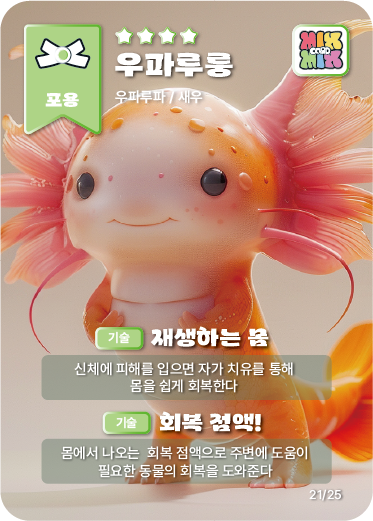 우파루룽
MIX
AND
MIX
포용
우파루파 / 새우
기술 재생하는 몸
신체에 피해를 입으면 자가 치유를 통해
몸을 쉽게 회복한다
기술 회복 점액!
몸에서 나오는 회복 점액으로 주변에 도움이
필요한 동물의 회복을 도와준다
21/25